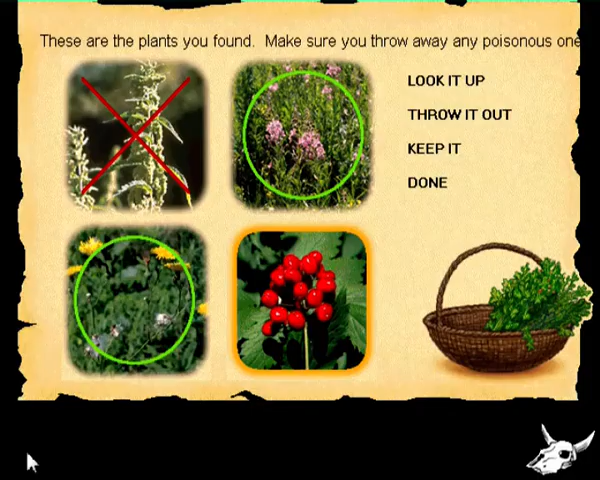 These are the plants you found. Make sure you throw away any poisonous one
LOOK IT UP
THROW IT OUT
KEEP IT
DONE